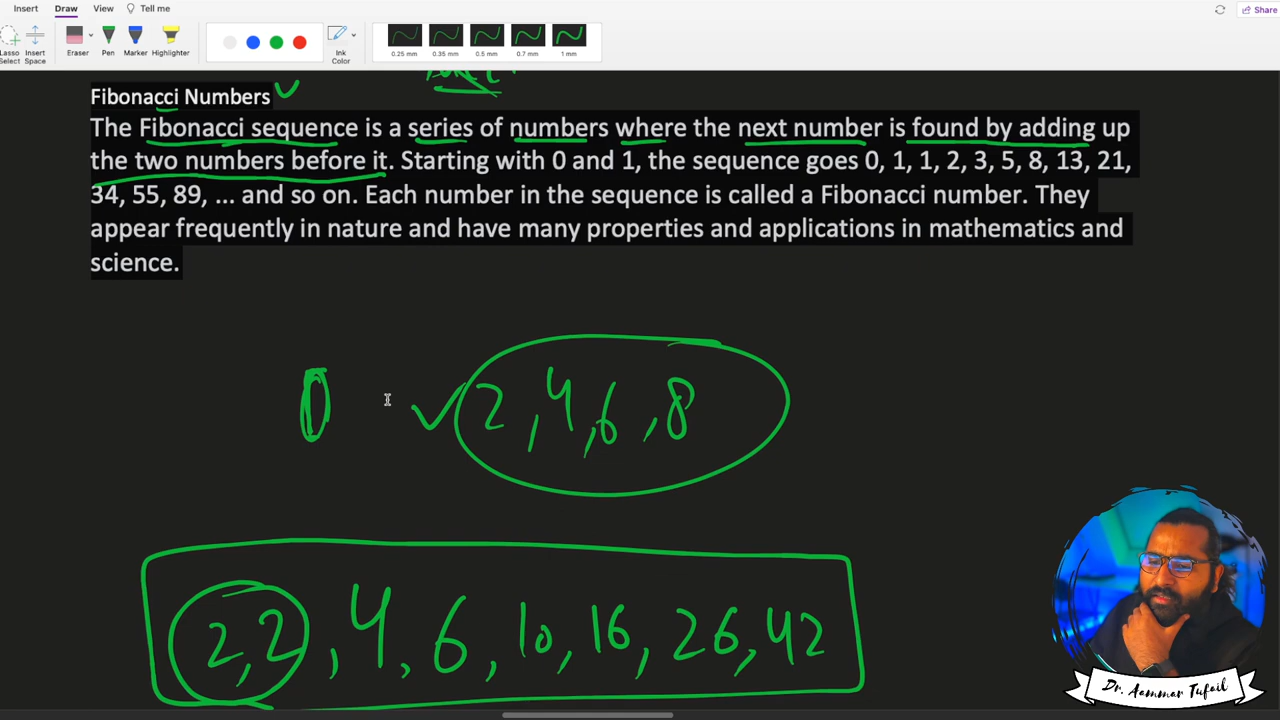 Insert Draw View Tell me Share
Lasso Select
Insert Space
Eraser
Pen
Marker
Highlighter
Ink Color
0.25 mm 0.35 mm 0.5 mm 0.7 mm 1 mm
Fibonacci Numbers
The Fibonacci sequence is a series of numbers where the next number is found by adding up
the two numbers before it. Starting with 0 and 1, the sequence goes 0, 1, 1, 2, 3, 5, 8, 13, 21,
34, 55, 89, ... and so on. Each number in the sequence is called a Fibonacci number. They
appear frequently in nature and have many properties and applications in mathematics and
science.
0 2, 4, 6, 8
2, 2, 4, 6, 10, 16, 26, 42
Dr. Aammar Tufail